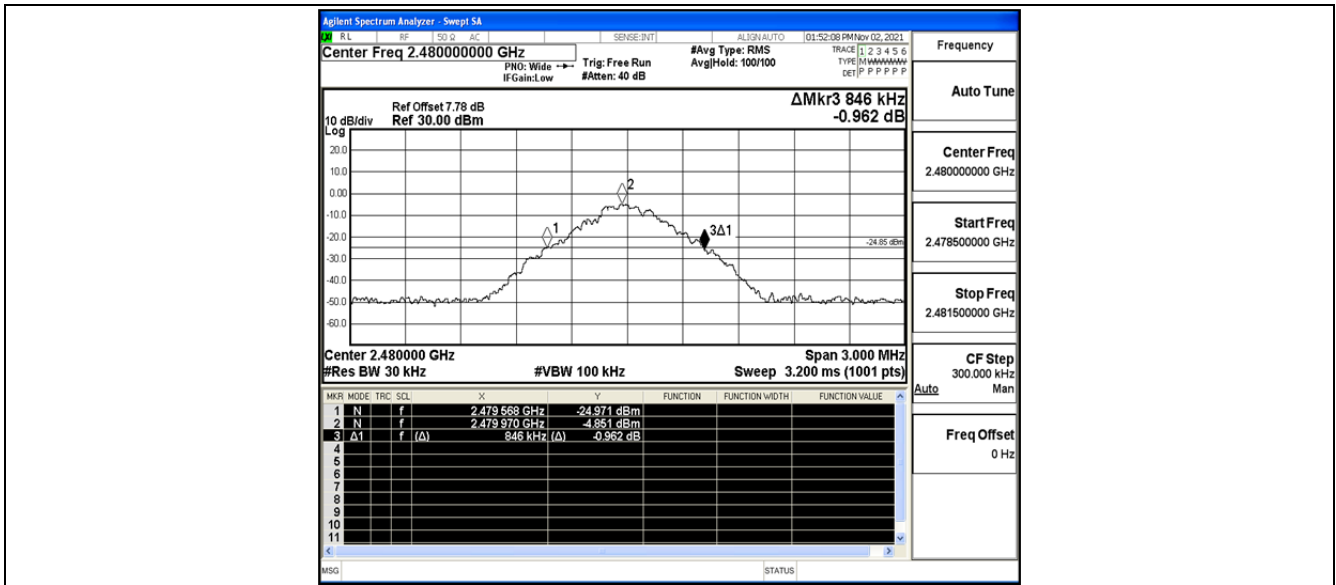 Agilent Spectrum Analyzer - Swept SA
LXI RL RF 50 Ω AC SENSE:INT ALIGNAUTO 01:52:08 PM Nov 02, 2021
Center Freq 2.480000000 GHz
#Avg Type: RMS
TRACE 1 2 3 4 5 6
PNO: Wide
Trig: Free Run
Avg|Hold: 100/100
TYPE M WWWWW
IFGain:Low
#Atten: 40 dB
DET P P P P P P
Frequency
Auto Tune
Center Freq
2.480000000 GHz
Start Freq
2.478500000 GHz
Stop Freq
2.481500000 GHz
CF Step
300.000 kHz
Auto Man
Freq Offset
0 Hz
ΔMkr3 846 kHz
-0.962 dB
Ref Offset 7.78 dB
10 dB/div Ref 30.00 dBm
Log
20.0
10.0
0.00
-10.0
-20.0
-30.0
-40.0
-50.0
-60.0
1
2
3Δ1
-24.85 dBm
Center 2.480000 GHz Span 3.000 MHz
#Res BW 30 kHz #VBW 100 kHz Sweep 3.200 ms (1001 pts)
MKR MODE TRC SCL X Y FUNCTION FUNCTION WIDTH FUNCTION VALUE
1 N f 2.479 568 GHz -24.971 dBm
2 N f 2.479 970 GHz -4.851 dBm
3 Δ1 f (Δ) 846 kHz (Δ) -0.962 dB
4
5
6
7
8
9
10
11
MSG STATUS